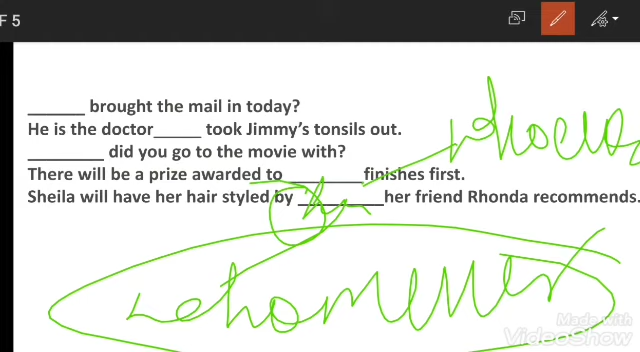 F 5
______ brought the mail in today?
He is the doctor_____ took Jimmy's tonsils out.
________ did you go to the movie with?
There will be a prize awarded to ________finishes first.
Sheila will have her hair styled by _________her friend Rhonda recommends.
whomever
Made with
VideoShow